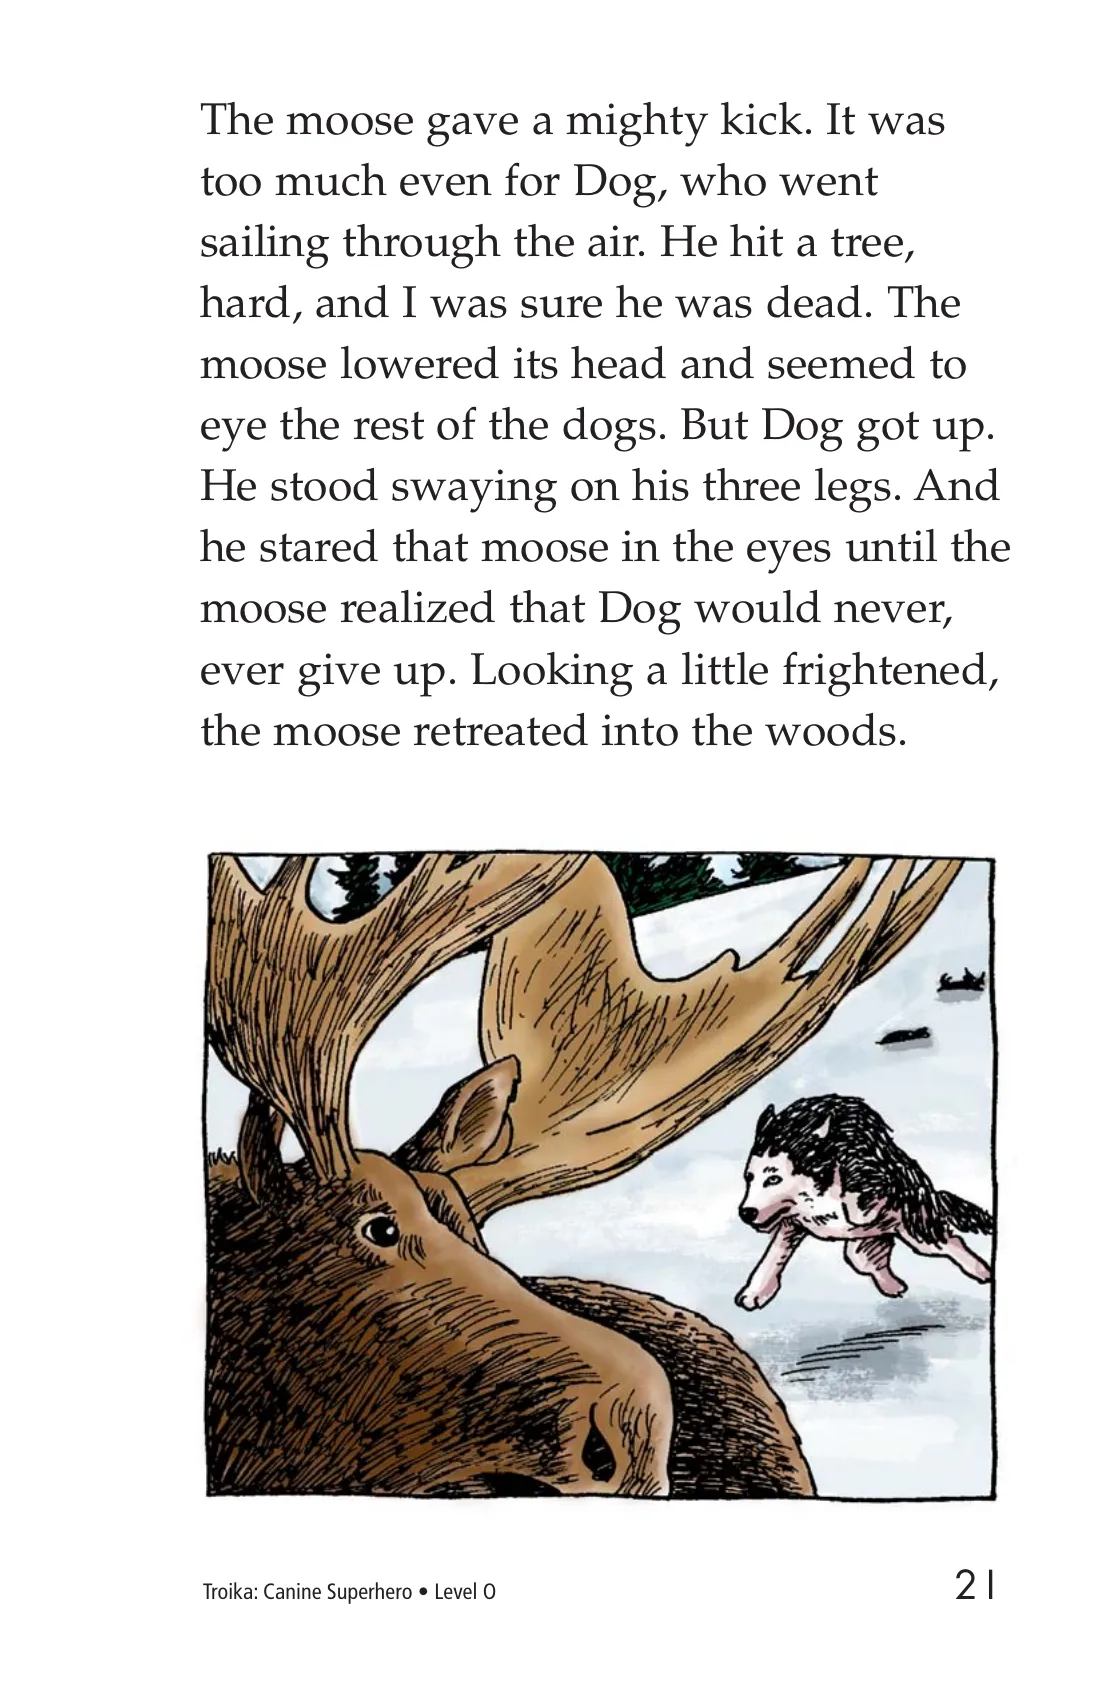 The moose gave a mighty kick. It was
too much even for Dog, who went
sailing through the air. He hit a tree,
hard, and I was sure he was dead. The
moose lowered its head and seemed to
eye the rest of the dogs. But Dog got up.
He stood swaying on his three legs. And
he stared that moose in the eyes until the
moose realized that Dog would never,
ever give up. Looking a little frightened,
the moose retreated into the woods.
Troika: Canine Superhero • Level O
21